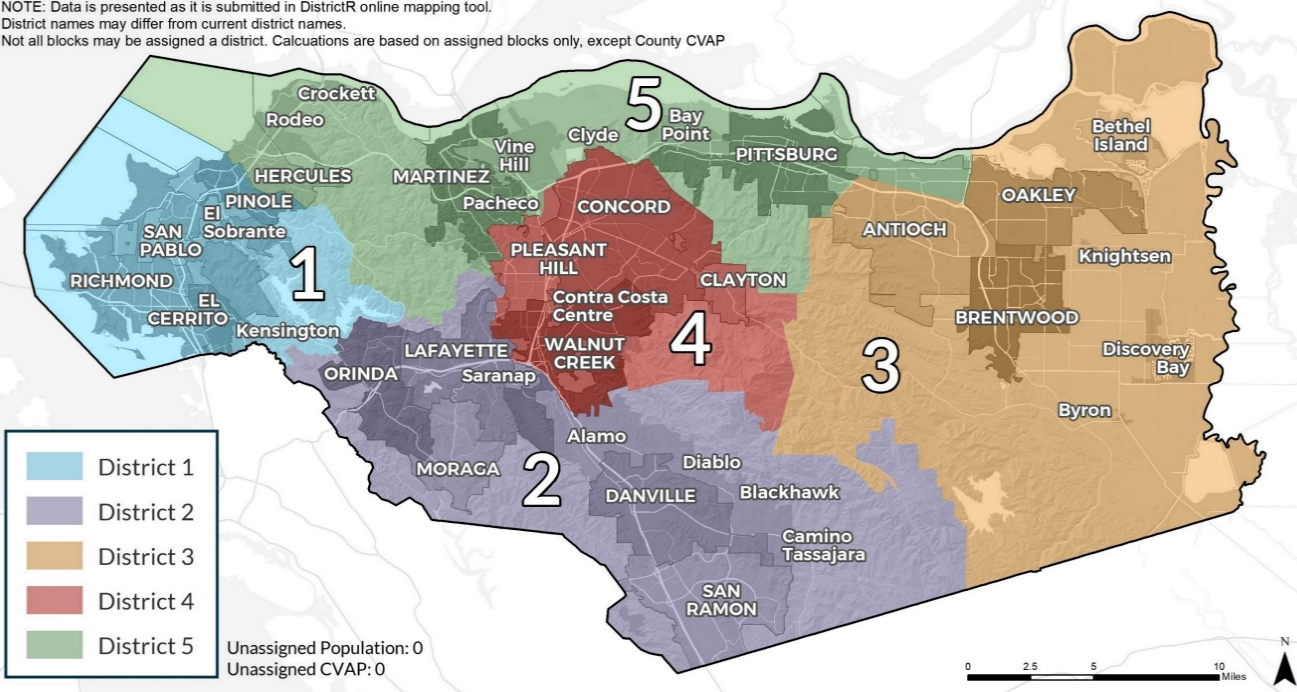 NOTE: Data is presented as it is submitted in DistrictR online mapping tool.
District names may differ from current district names.
Not all blocks may be assigned a district. Calcuations are based on assigned blocks only, except County CVAP
Crockett
Rodeo
HERCULES
PINOLE
El
Sobrante
SAN
PABLO
RICHMOND
EL
CERRITO
Kensington
1
5
Clyde
Bay
Point
Vine
Hill
MARTINEZ
Pacheco
PITTSBURG
CONCORD
PLEASANT
HILL
CLAYTON
Contra Costa
Centre
WALNUT
CREEK
4
LAFAYETTE
ORINDA
Saranap
Alamo
MORAGA
2
Diablo
DANVILLE
Blackhawk
Camino
Tassajara
SAN
RAMON
Bethel
Island
OAKLEY
ANTIOCH
Knightsen
BRENTWOOD
Discovery
Bay
3
Byron
District 1
District 2
District 3
District 4
District 5
Unassigned Population: 0
Unassigned CVAP: 0
0 2.5 5 10
Miles
N